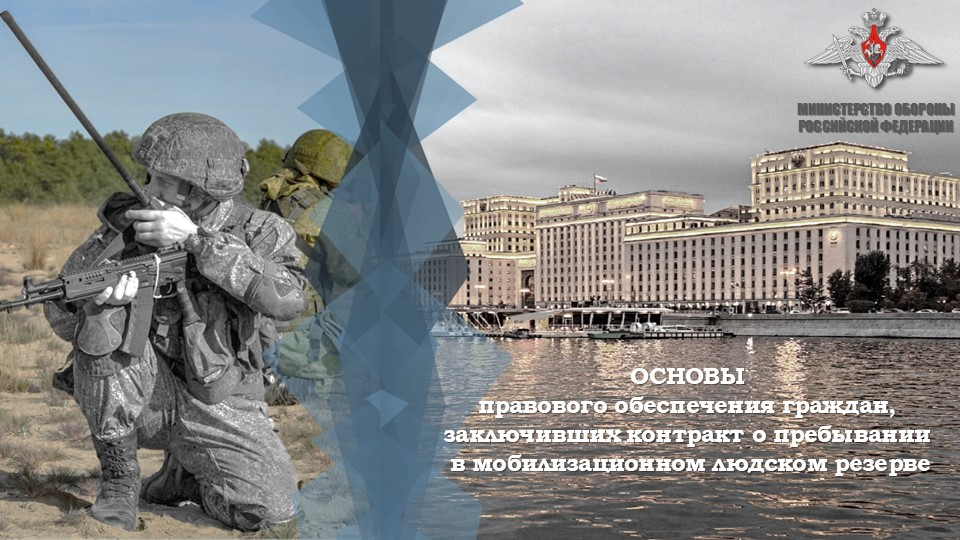 МИНИСТЕРСТВО ОБОРОНЫ
РОССИЙСКОЙ ФЕДЕРАЦИИ
ОСНОВЫ
правового обеспечения граждан,
заключивших контракт о пребывании
в мобилизационном людском резерве